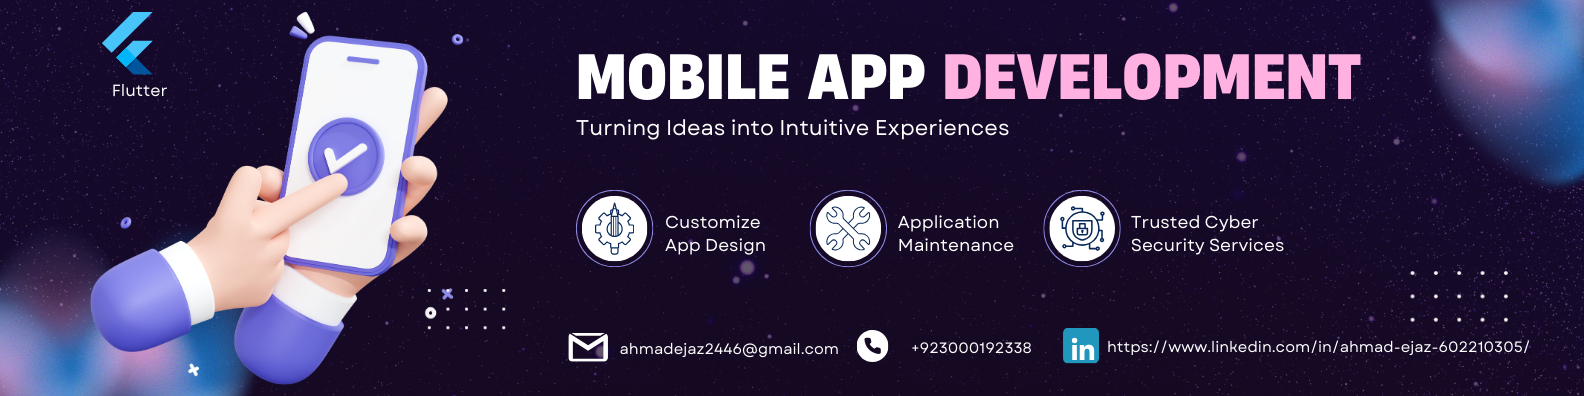 Flutter
MOBILE APP DEVELOPMENT
Turning Ideas into Intuitive Experiences
Customize
App Design
Application
Maintenance
Trusted Cyber
Security Services
ahmadejaz2446@gmail.com
+923000192338
in
https://www.linkedin.com/in/ahmad-ejaz-602210305/